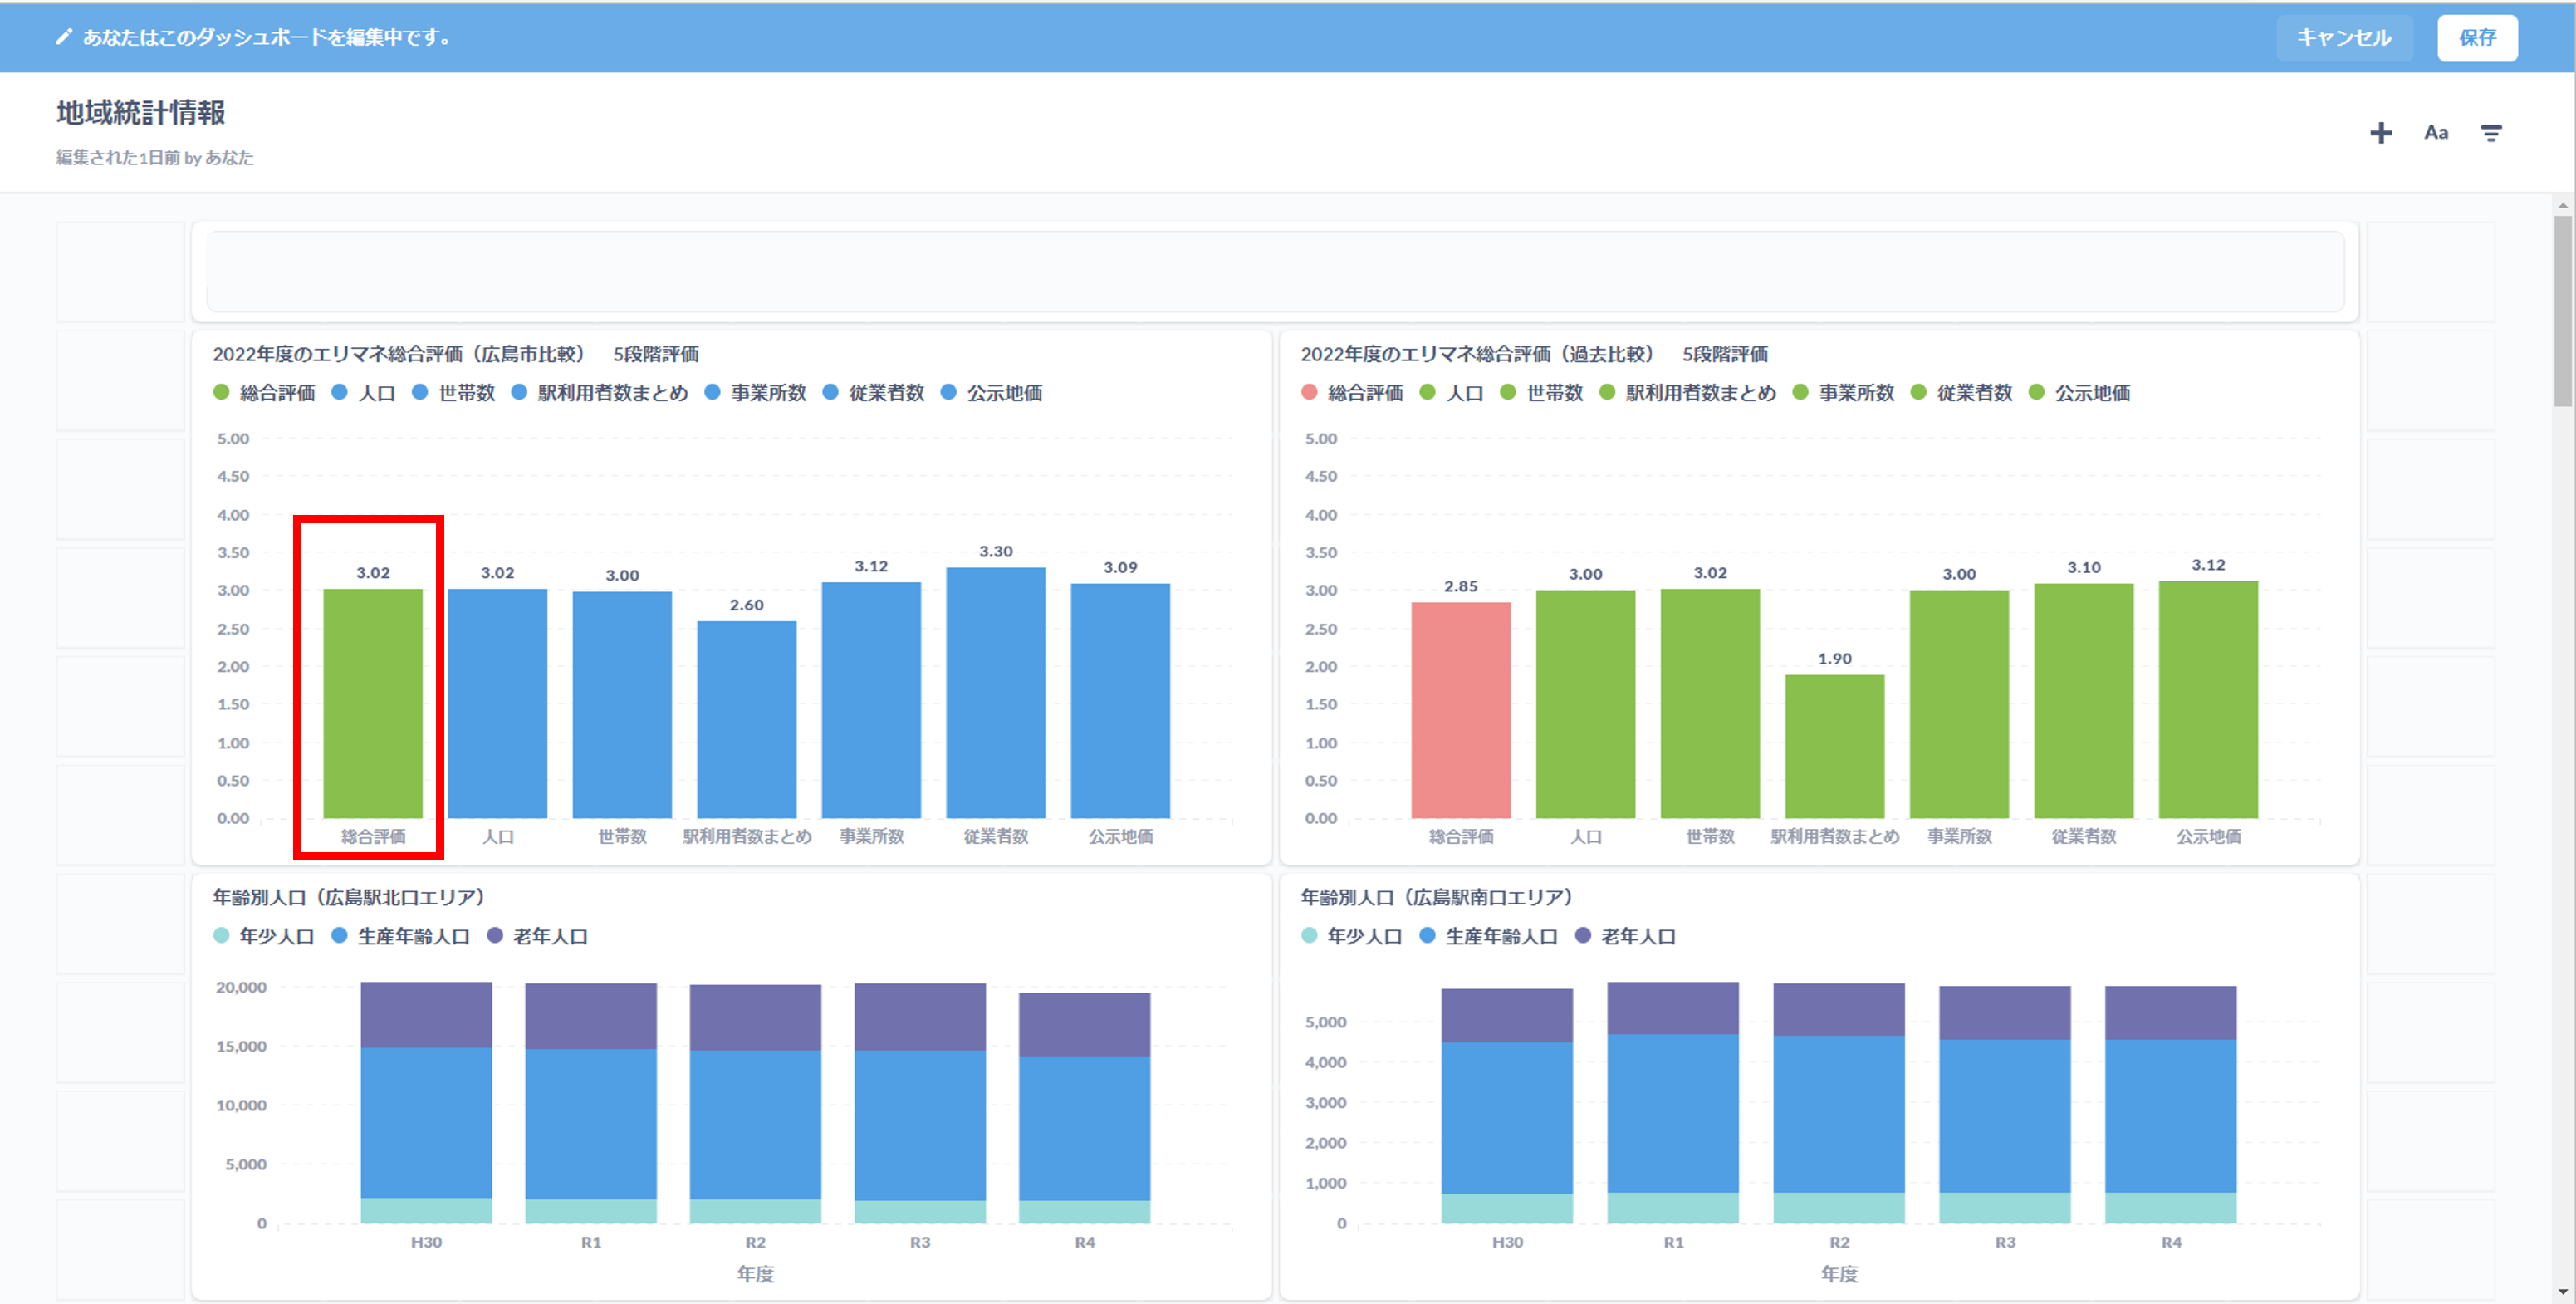 あなたはこのダッシュボードを編集中です。 キャンセル 保存
地域統計情報
編集された1日前 by あなた
Aa
2022年度のエリマネ総合評価（広島市比較） 5段階評価
総合評価 人口 世帯数 駅利用者数まとめ 事業所数 従業者数 公示地価
5.00
4.50
4.00
3.50
3.00
2.50
2.00
1.50
1.00
0.50
0.00
3.02 3.02 3.00 2.60 3.12 3.30 3.09
総合評価 人口 世帯数 駅利用者数まとめ 事業所数 従業者数 公示地価
2022年度のエリマネ総合評価（過去比較） 5段階評価
総合評価 人口 世帯数 駅利用者数まとめ 事業所数 従業者数 公示地価
5.00
4.50
4.00
3.50
3.00
2.50
2.00
1.50
1.00
0.50
0.00
2.85 3.00 3.02 1.90 3.00 3.10 3.12
総合評価 人口 世帯数 駅利用者数まとめ 事業所数 従業者数 公示地価
年齢別人口（広島駅北口エリア）
年少人口 生産年齢人口 老年人口
20,000
15,000
10,000
5,000
0
H30 R1 R2 R3 R4
年度
年齢別人口（広島駅南口エリア）
年少人口 生産年齢人口 老年人口
5,000
4,000
3,000
2,000
1,000
0
H30 R1 R2 R3 R4
年度